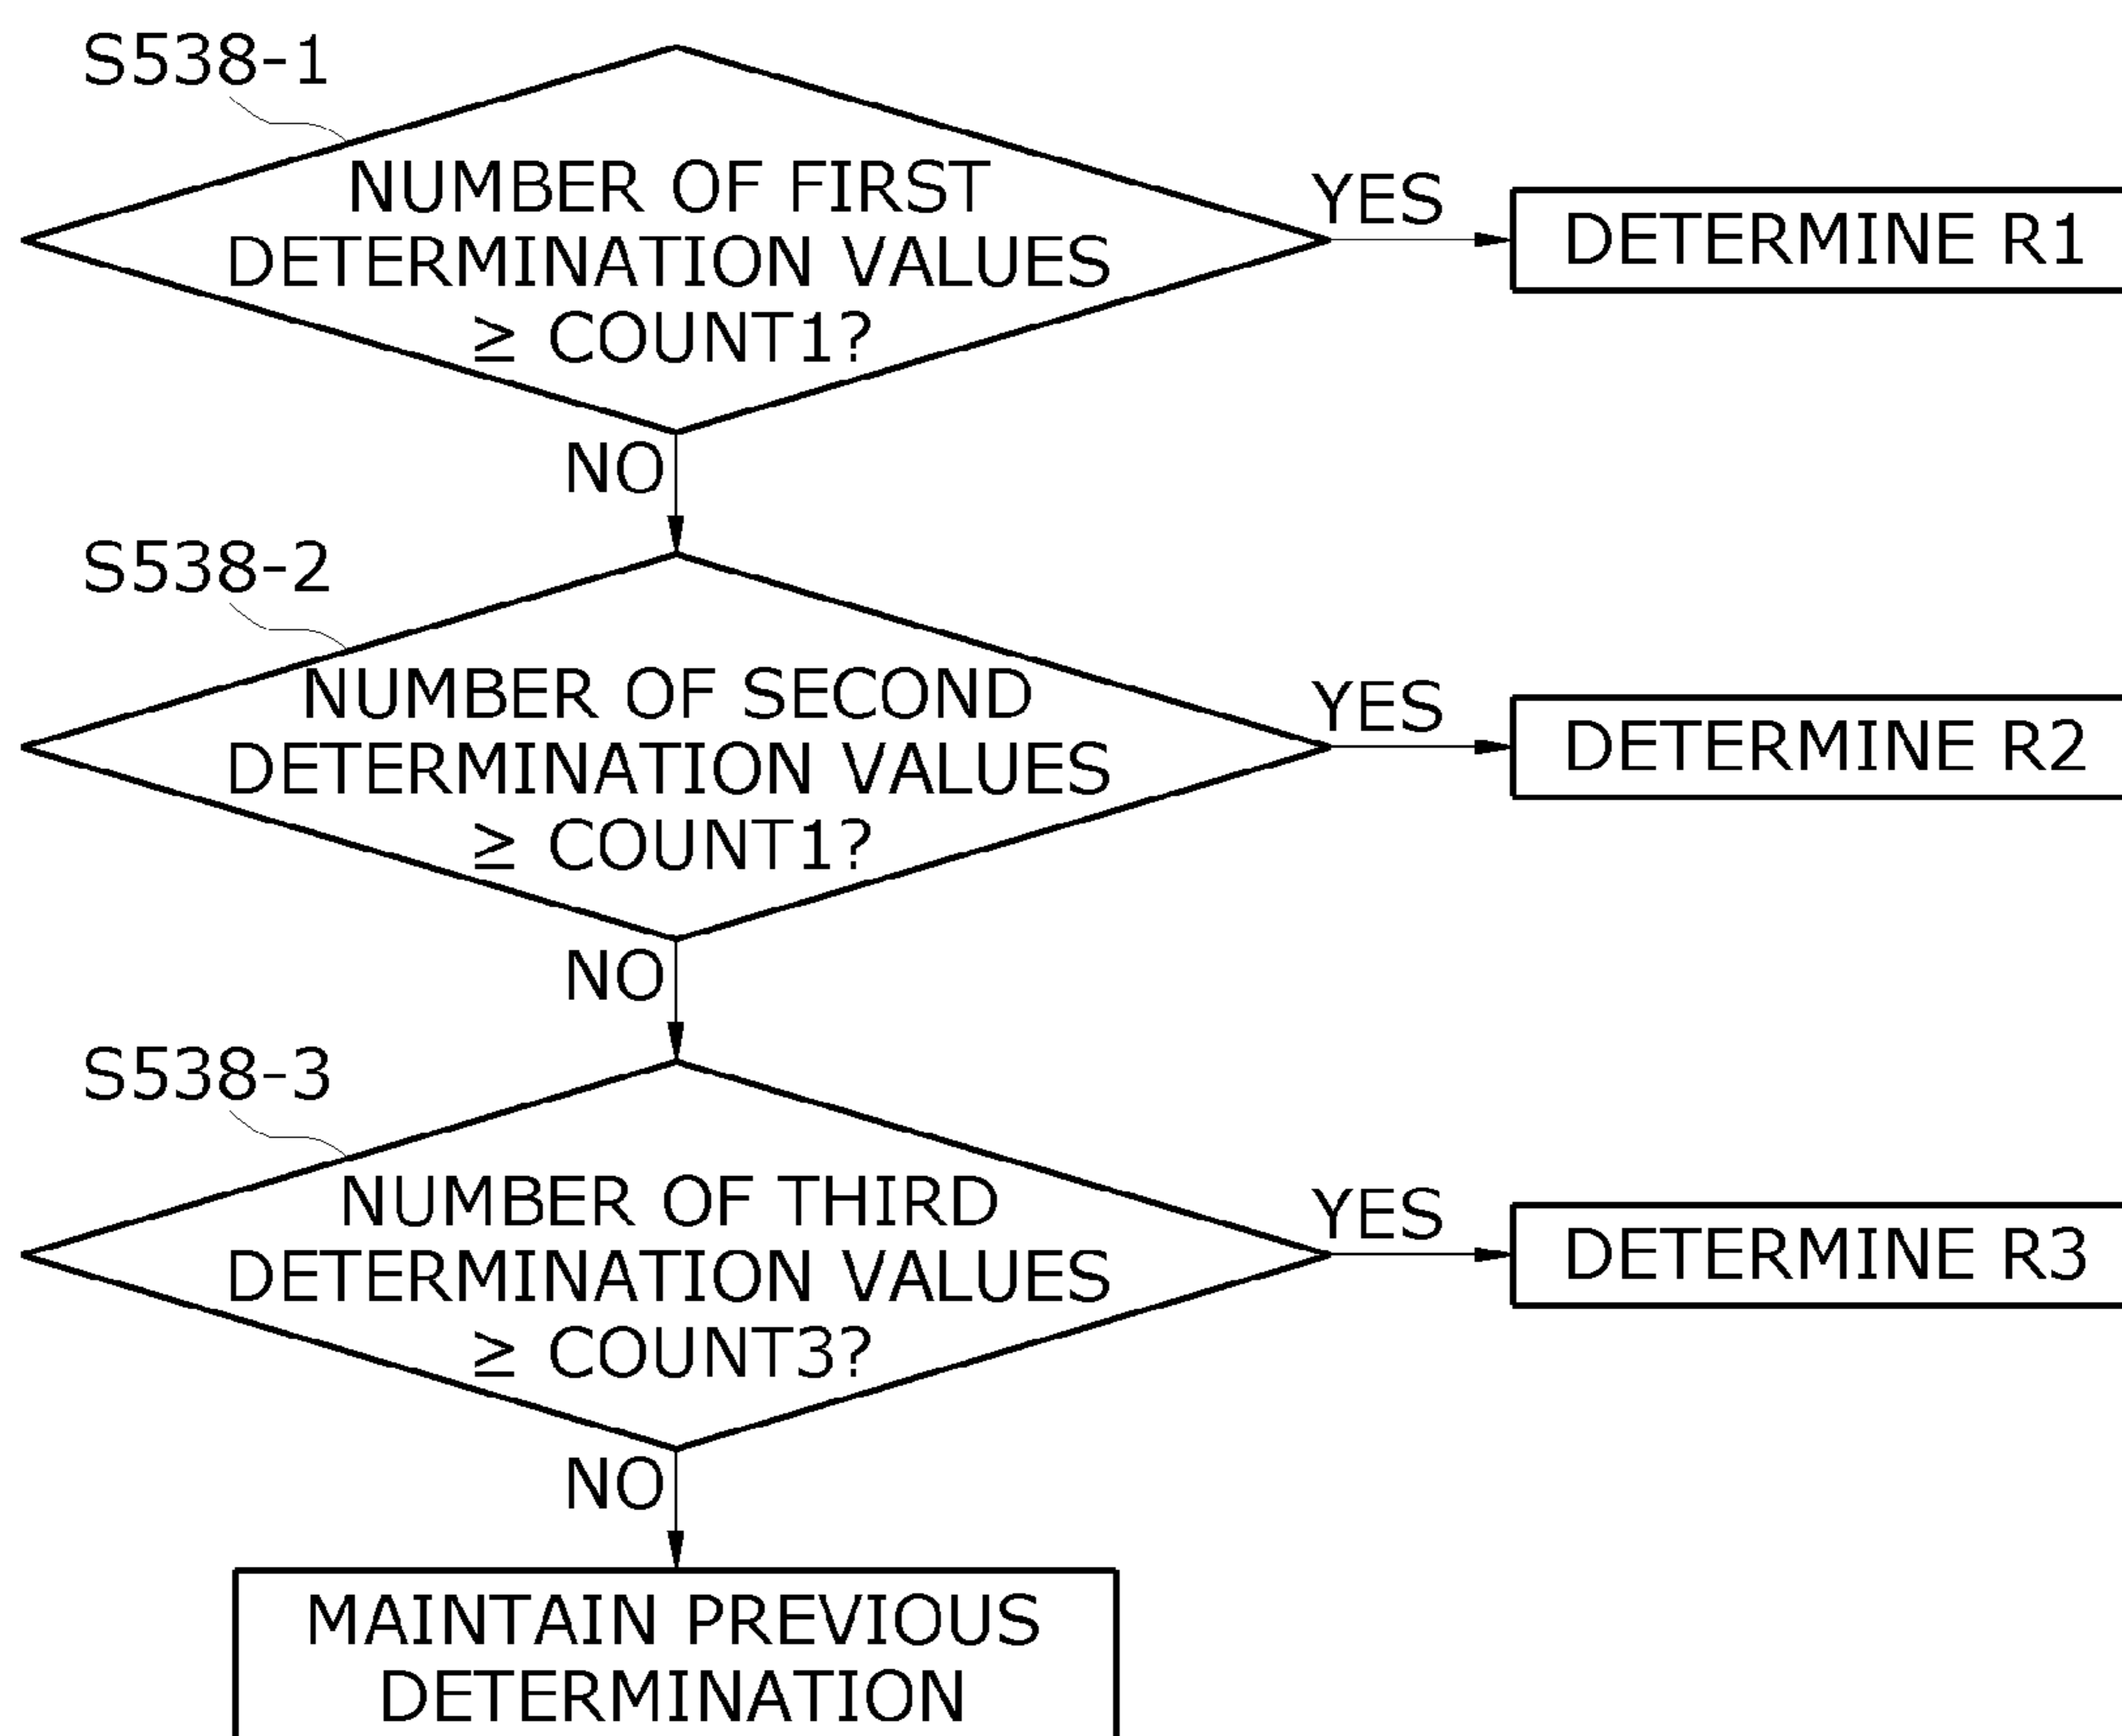 S538-1
NUMBER OF FIRST
DETERMINATION VALUES
≥ COUNT1?
YES
DETERMINE R1
NO
S538-2
NUMBER OF SECOND
DETERMINATION VALUES
≥ COUNT1?
YES
DETERMINE R2
NO
S538-3
NUMBER OF THIRD
DETERMINATION VALUES
≥ COUNT3?
YES
DETERMINE R3
NO
MAINTAIN PREVIOUS
DETERMINATION